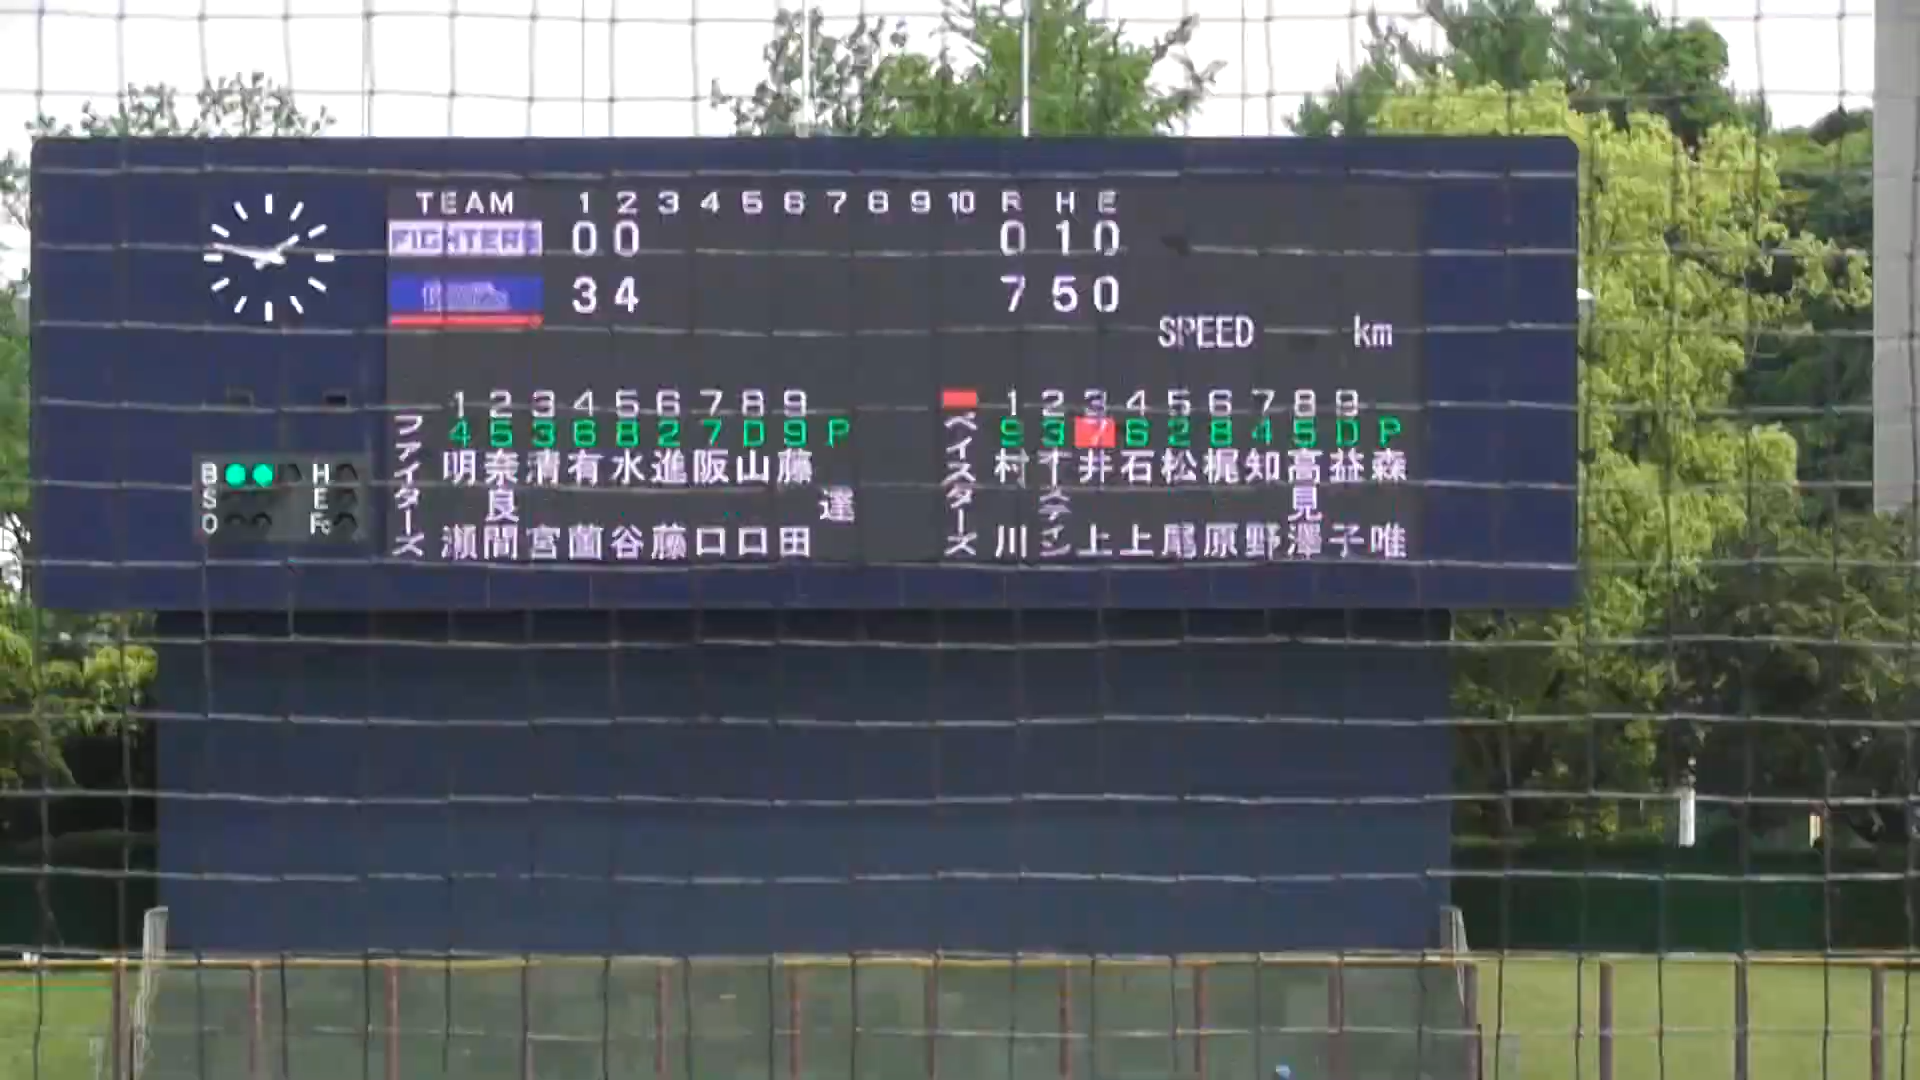 TEAM 1 2 3 4 5 6 7 8 9 10 R H E
FIGHTERS 0 0 0 1 0
3 4 7 5 0
SPEED km
ファイターズ
1 2 3 4 5 6 7 8 9
4 5 3 6 8 2 7 D 9 P
明瀬 奈良間 清宮 有薗 水谷 進藤 阪口 山口 藤田 達
ベイスターズ
1 2 3 4 5 6 7 8 9
9 3 7 6 2 8 4 5 D P
村川 オースティン 井上 石上 松尾 梶原 知野 高見澤 益子 森唯
B H
S E
O Fc